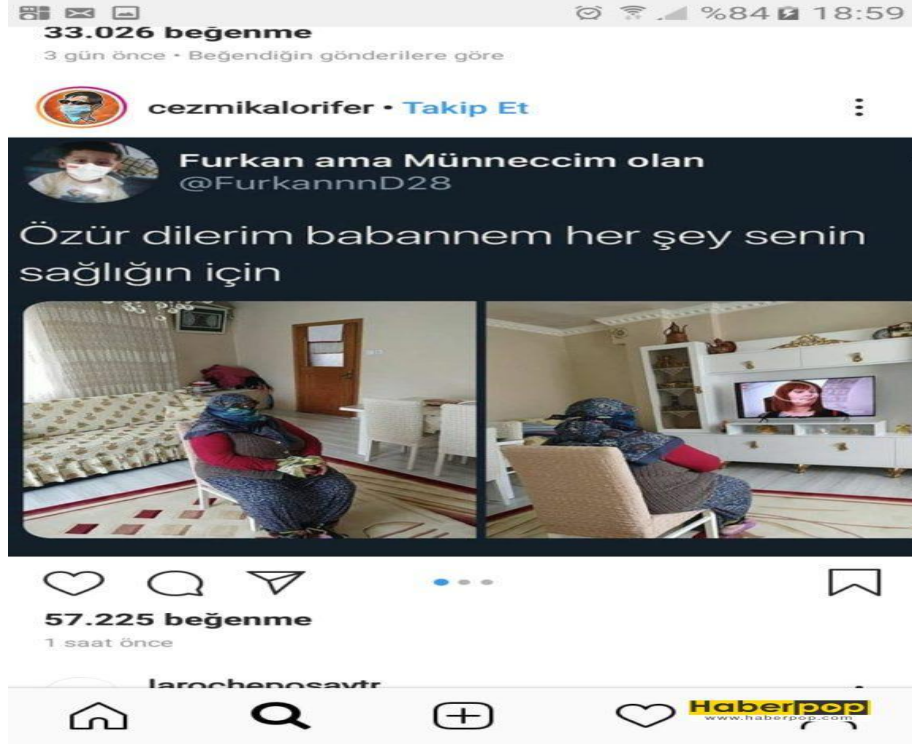 %84 18:59
33.026 beğenme
3 gün önce • Beğendiğin gönderilere göre
cezmikalorifer • Takip Et
Furkan ama Münneccim olan
@FurkannnD28
Özür dilerim babannem her şey senin
sağlığın için
57.225 beğenme
1 saat önce
larocheposaytr
Haberpop
www.haberpop.com